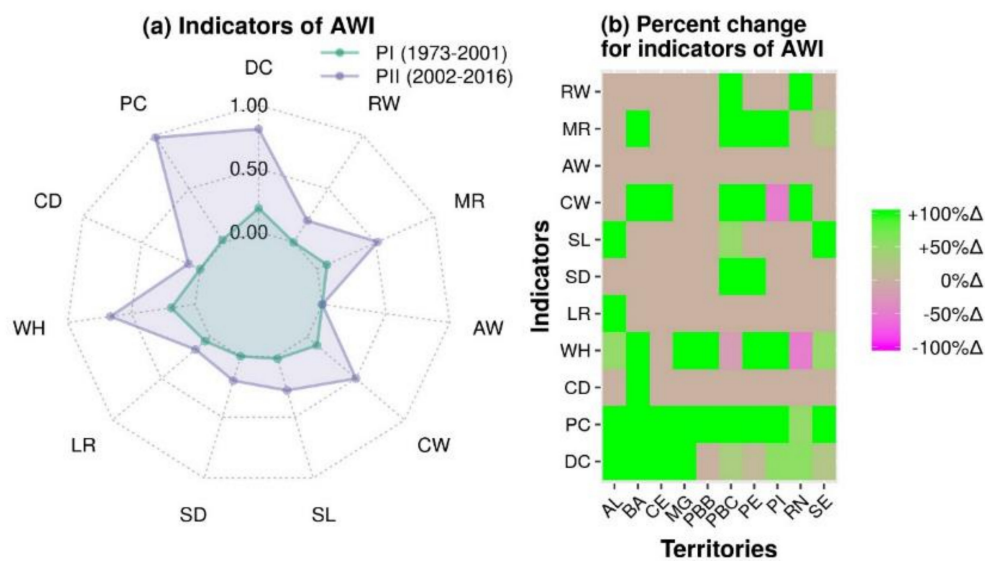 (a) Indicators of AWI
PI (1973-2001)
PII (2002-2016)
DC
RW
MR
AW
CW
SL
SD
LR
WH
CD
PC
1.00
0.50
0.00
(b) Percent change
for indicators of AWI
Indicators
RW
MR
AW
CW
SL
SD
LR
WH
CD
PC
DC
AL
BA
CE
MG
PBB
PBC
PE
PI
RN
SE
Territories
+100%Δ
+50%Δ
0%Δ
-50%Δ
-100%Δ